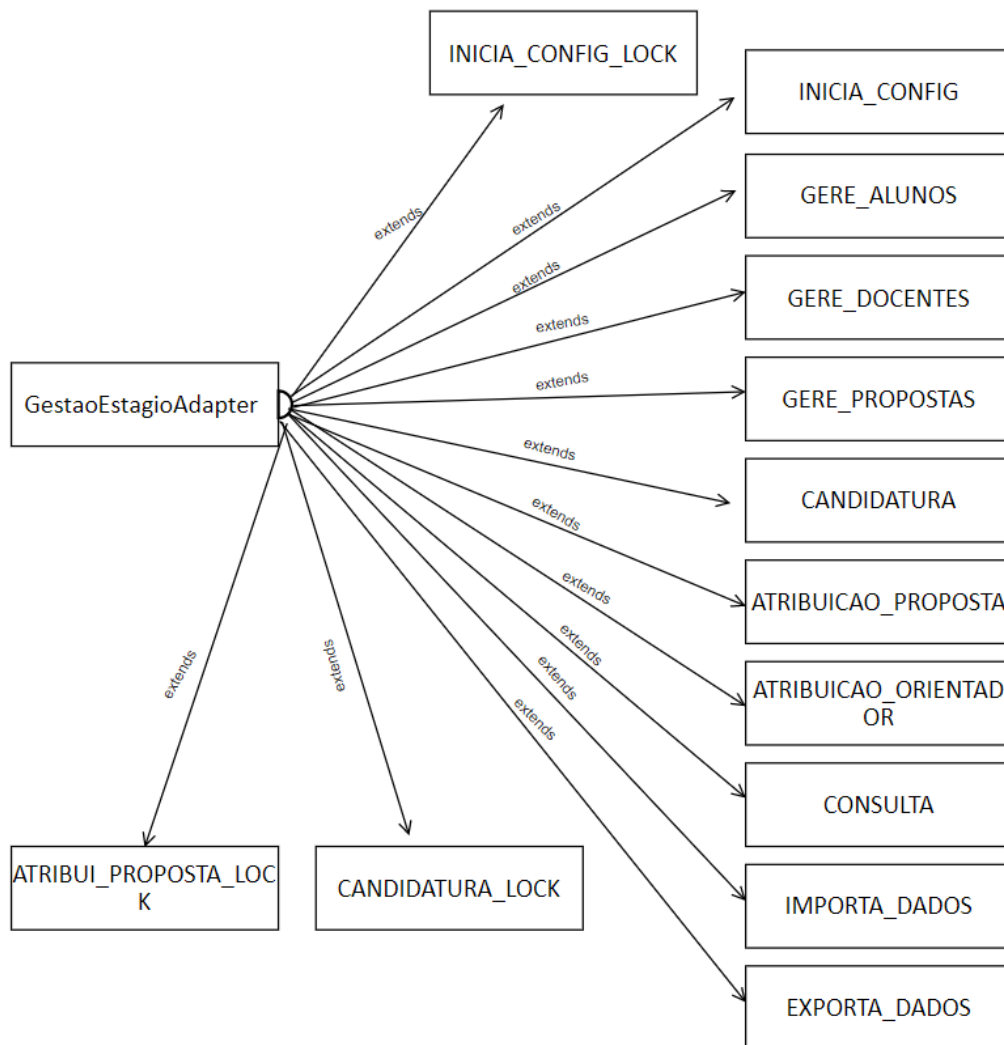 INICIA_CONFIG_LOCK
INICIA_CONFIG
GERE_ALUNOS
GERE_DOCENTES
GERE_PROPOSTAS
CANDIDATURA
ATRIBUICAO_PROPOSTA
ATRIBUICAO_ORIENTAD
OR
CONSULTA
IMPORTA_DADOS
EXPORTA_DADOS
GestaoEstagioAdapter
ATRIBUI_PROPOSTA_LOC
K
CANDIDATURA_LOCK
extends
extends
extends
extends
extends
extends
extends
extends
extends
extends
extends
extends
extends